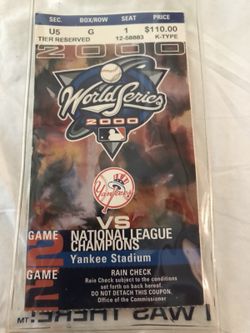 SEC. BOX/ROW SEAT PRICE
U5 G 1 $110.00
TIER RESERVED 12-58883 K-TYPE
2000
World Series
2000
Yankees
VS
GAME NATIONAL LEAGUE
CHAMPIONS
Yankee Stadium
GAME RAIN CHECK
Rain Check subject to the conditions
set forth on back hereof.
DO NOT DETACH THIS COUPON.
Office of the Commissioner
I WAS THERE!